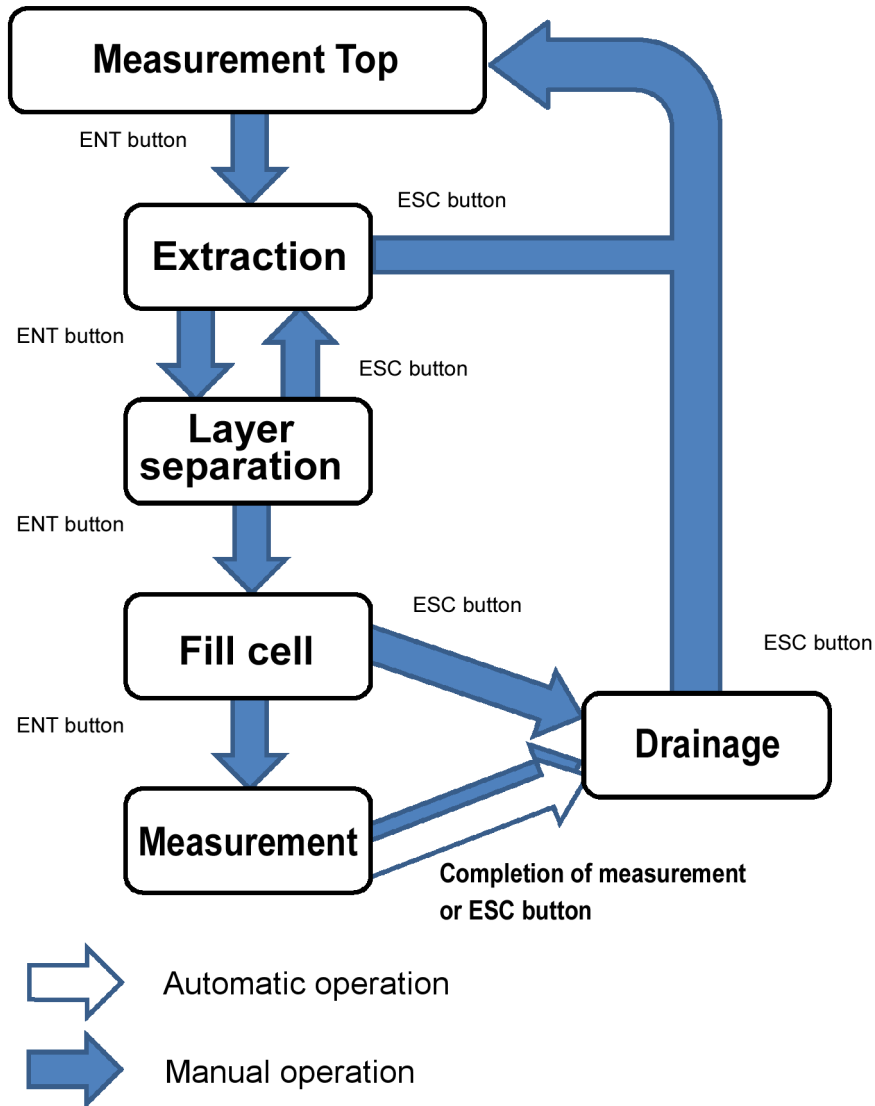 Measurement Top
ENT button
ESC button
Extraction
ENT button
ESC button
Layer
separation
ENT button
ESC button
Fill cell
ESC button
ENT button
Drainage
Measurement
Completion of measurement
or ESC button
Automatic operation
Manual operation